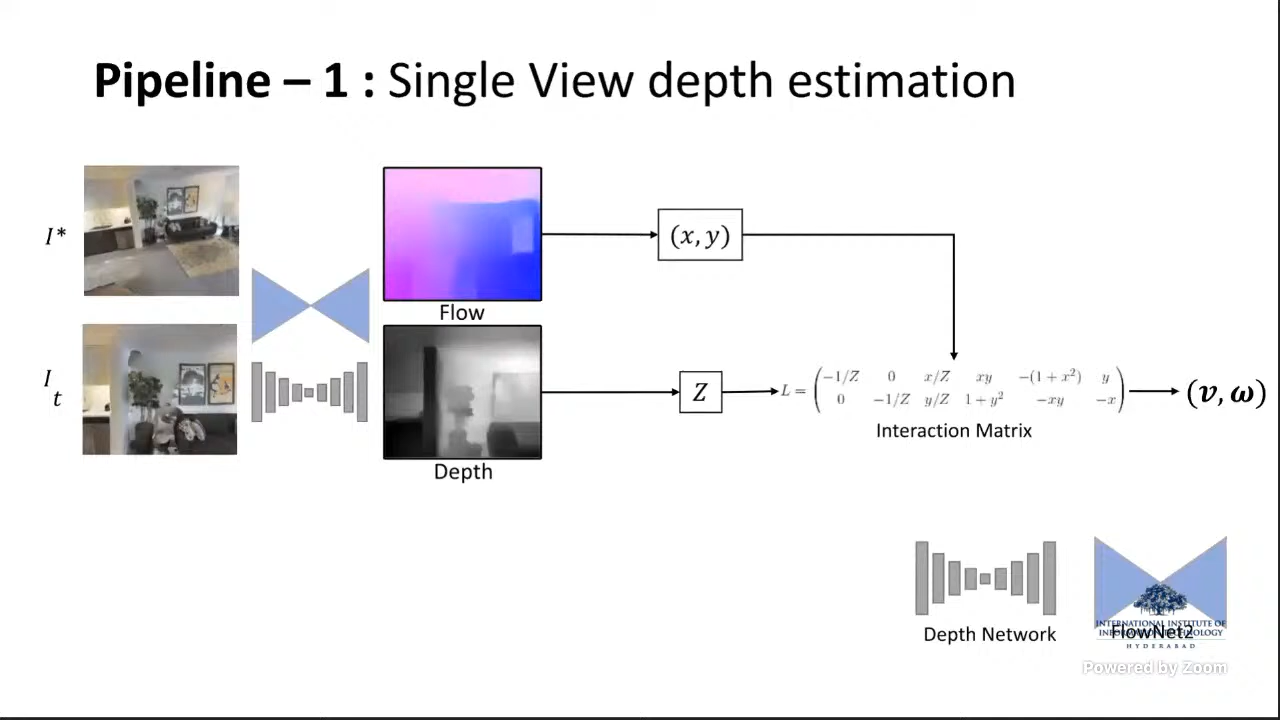 Pipeline – 1 : Single View depth estimation
I*
Flow
(x, y)
I
t
Depth
Z
L = ( −1/Z 0 x/Z xy −(1 + x²) y
0 −1/Z y/Z 1 + y² −xy −x )
(v, ω)
Interaction Matrix
Depth Network
FlowNet2
INTERNATIONAL INSTITUTE OF
INFORMATION TECHNOLOGY
HYDERABAD
Powered by Zoom